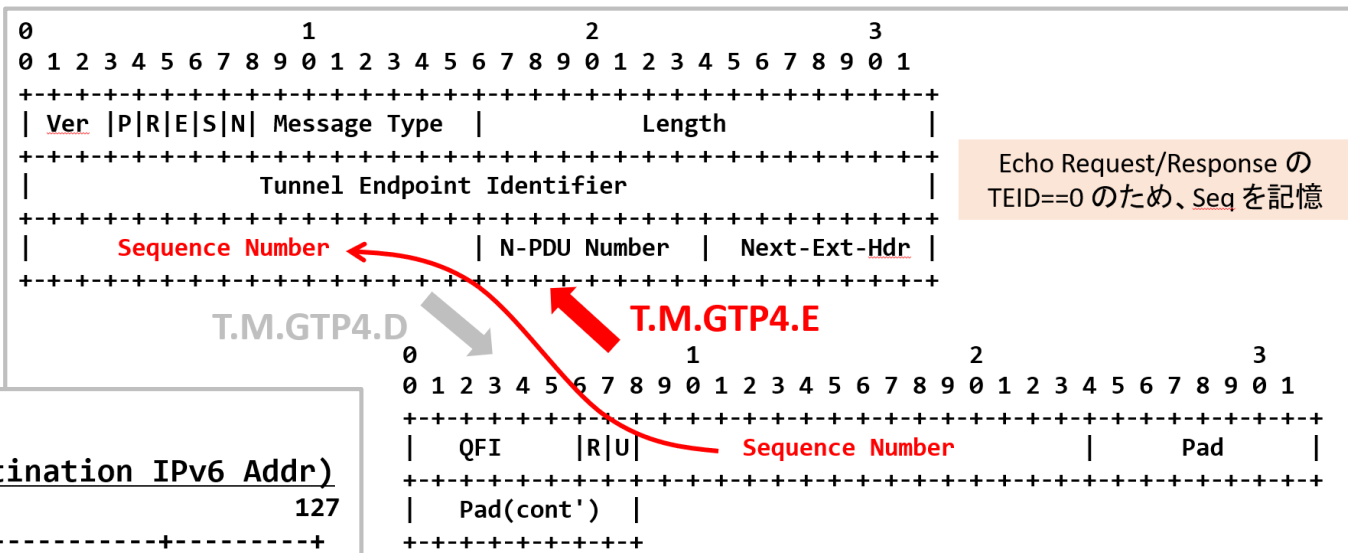 0                   1                   2                   3
0 1 2 3 4 5 6 7 8 9 0 1 2 3 4 5 6 7 8 9 0 1 2 3 4 5 6 7 8 9 0 1
+-+-+-+-+-+-+-+-+-+-+-+-+-+-+-+-+-+-+-+-+-+-+-+-+-+-+-+-+-+-+-+-+
| Ver |P|R|E|S|N| Message Type |           Length              |
+-+-+-+-+-+-+-+-+-+-+-+-+-+-+-+-+-+-+-+-+-+-+-+-+-+-+-+-+-+-+-+-+
|                Tunnel Endpoint Identifier                     |
+-+-+-+-+-+-+-+-+-+-+-+-+-+-+-+-+-+-+-+-+-+-+-+-+-+-+-+-+-+-+-+-+
|      Sequence Number          | N-PDU Number  |  Next-Ext-Hdr |
+-+-+-+-+-+-+-+-+-+-+-+-+-+-+-+-+-+-+-+-+-+-+-+-+-+-+-+-+-+-+-+-+
Echo Request/Response の
TEID==0 のため、Seq を記憶
T.M.GTP4.D
T.M.GTP4.E
0                   1                   2                   3
0 1 2 3 4 5 6 7 8 9 0 1 2 3 4 5 6 7 8 9 0 1 2 3 4 5 6 7 8 9 0 1
+-+-+-+-+-+-+-+-+-+-+-+-+-+-+-+-+-+-+-+-+-+-+-+-+-+-+-+-+-+-+-+-+
|   QFI     |R|U|       Sequence Number         |      Pad      |
+-+-+-+-+-+-+-+-+-+-+-+-+-+-+-+-+-+-+-+-+-+-+-+-+-+-+-+-+-+-+-+-+
|   Pad(cont')  |
+-+-+-+-+-+-+-+-+
tination IPv6 Addr)
127
-----------+---------+